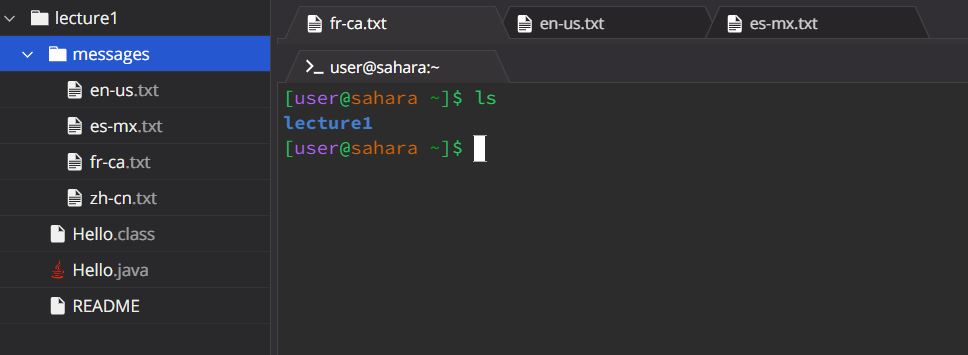 lecture1
messages
en-us.txt
es-mx.txt
fr-ca.txt
zh-cn.txt
Hello.class
Hello.java
README
fr-ca.txt en-us.txt es-mx.txt
>_ user@sahara:~
[user@sahara ~]$ ls
lecture1
[user@sahara ~]$